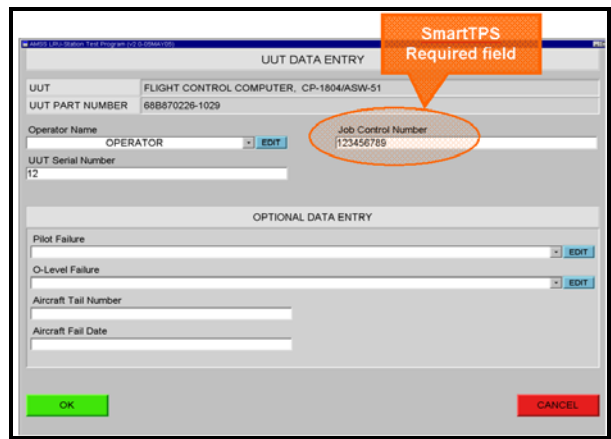 SmartTPS
Required field
AMSS LRU-Station Test Program (v2.0-05MAY05)
UUT DATA ENTRY
UUT FLIGHT CONTROL COMPUTER, CP-1804/ASW-51
UUT PART NUMBER 68B870226-1029
Operator Name Job Control Number
OPERATOR EDIT 123456789
UUT Serial Number
12
OPTIONAL DATA ENTRY
Pilot Failure
EDIT
O-Level Failure
EDIT
Aircraft Tail Number
Aircraft Fail Date
OK CANCEL